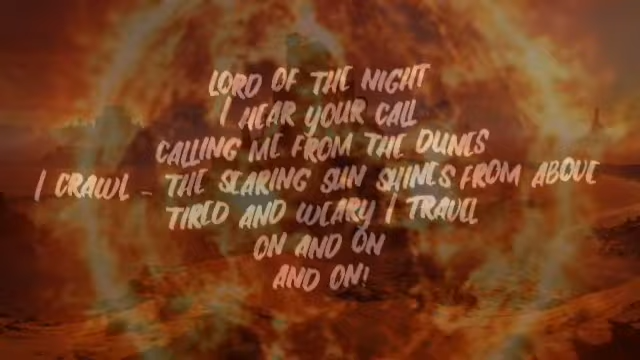 LORD OF THE NIGHT
I HEAR YOUR CALL
CALLING ME FROM THE DUNES
I CRAWL - THE SEARING SUN SHINES FROM ABOVE
TIRED AND WEARY I TRAVEL
ON AND ON
AND ON!